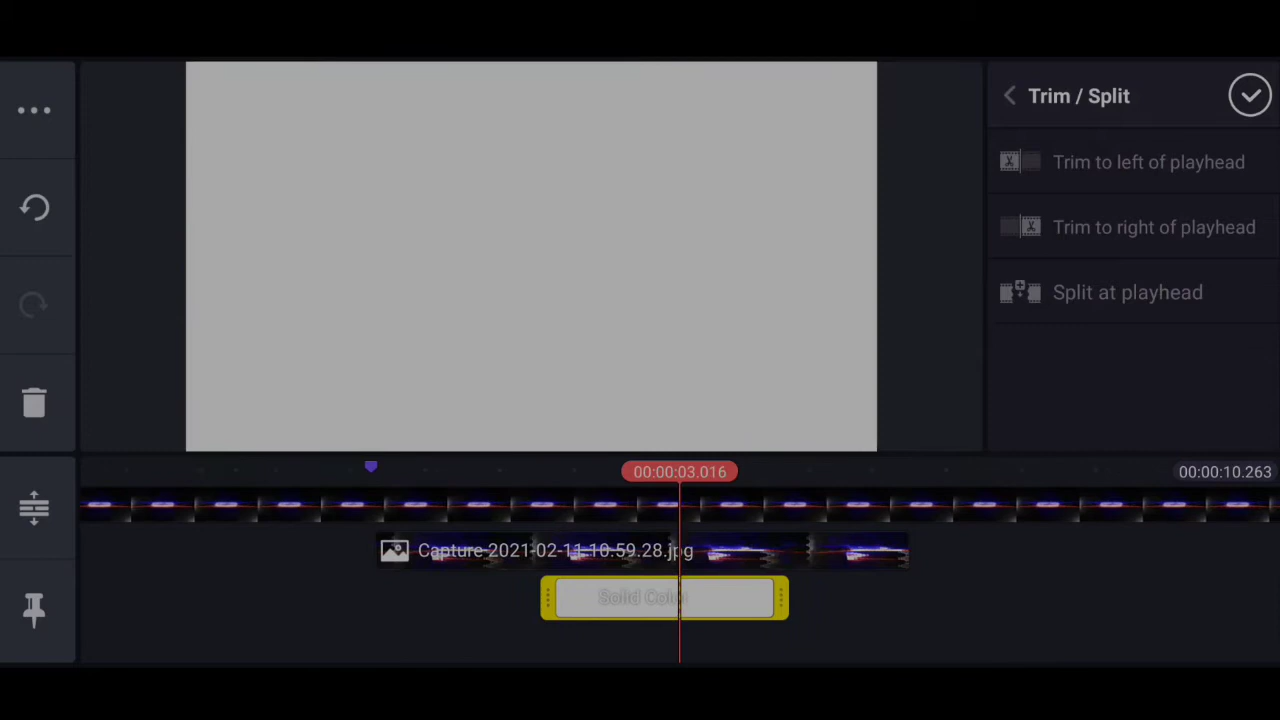 Trim / Split
Trim to left of playhead
Trim to right of playhead
Split at playhead
00:00:03.016
00:00:10.263
Capture-2021-02-11-10.59.28.jpg
Solid Color